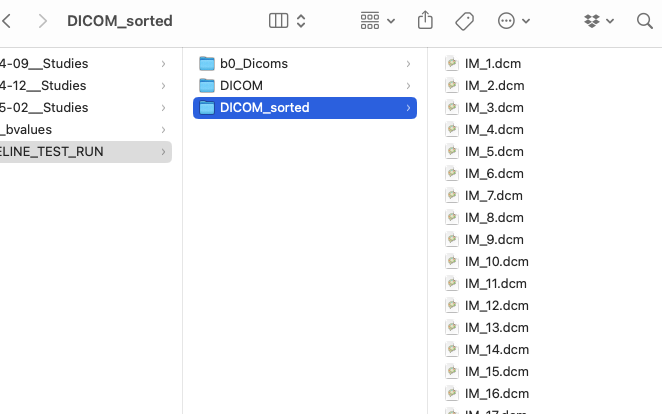 DICOM_sorted
4-09__Studies
4-12__Studies
5-02__Studies
_bvalues
ELINE_TEST_RUN
b0_Dicoms
DICOM
DICOM_sorted
IM_1.dcm
IM_2.dcm
IM_3.dcm
IM_4.dcm
IM_5.dcm
IM_6.dcm
IM_7.dcm
IM_8.dcm
IM_9.dcm
IM_10.dcm
IM_11.dcm
IM_12.dcm
IM_13.dcm
IM_14.dcm
IM_15.dcm
IM_16.dcm
IM_17.dcm